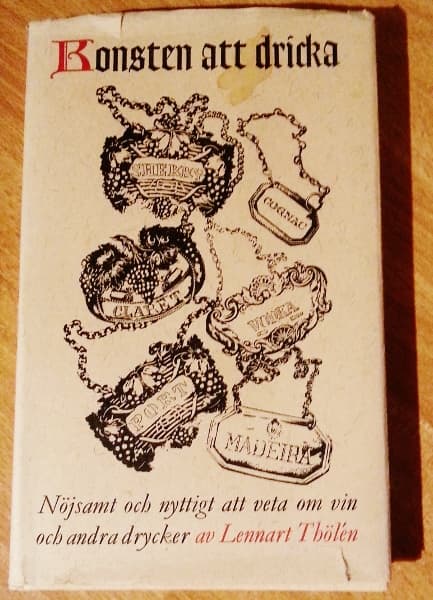 Konsten att dricka
SHERRY
COGNAC
CLARET
VODKA
PORT
MADEIRA
Nöjsamt och nyttigt att veta om vin
och andra drycker av Lennart Thölén